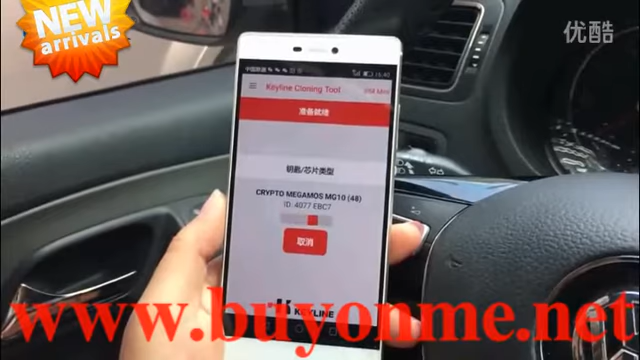 NEW
arrivals
优酷
Keyline Cloning Tool
准备就绪
钥匙/芯片类型
CRYPTO MEGAMOS MG10 (48)
ID: 4077 EBC7
取消
KEYLINE
www.buyonme.net